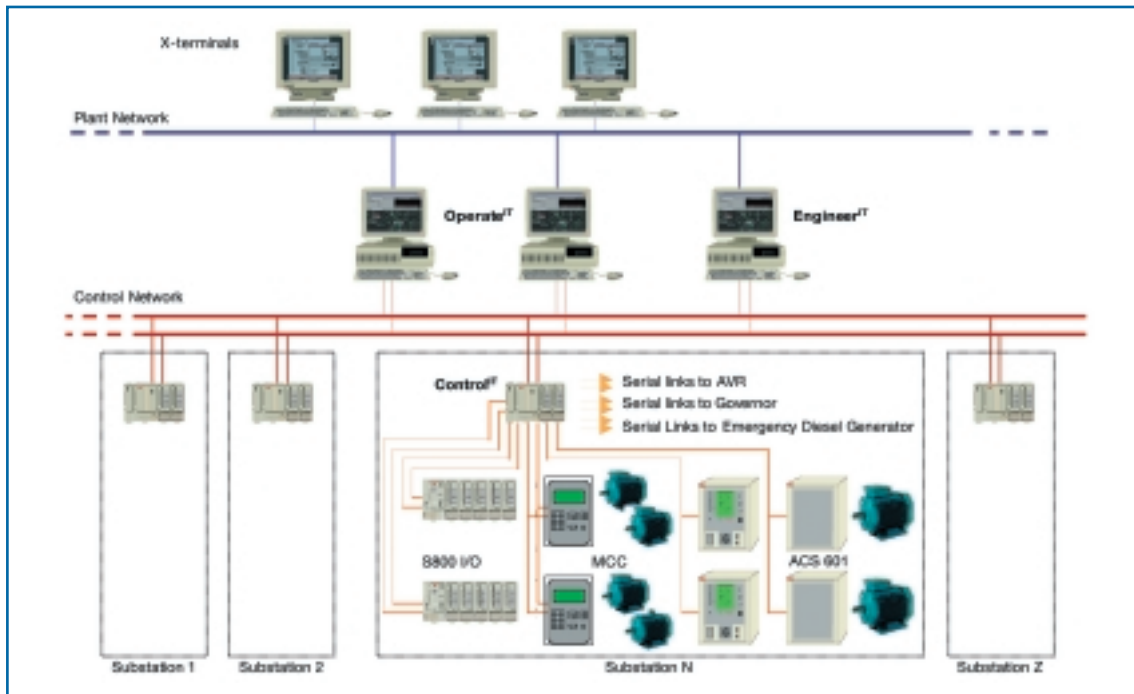 X-terminals
Plant Network
Operate^IT
Engineer^IT
Control Network
Control^IT
Serial links to AVR
Serial links to Governor
Serial Links to Emergency Diesel Generator
S800 I/O
MCC
ACS 601
Substation 1
Substation 2
Substation N
Substation Z